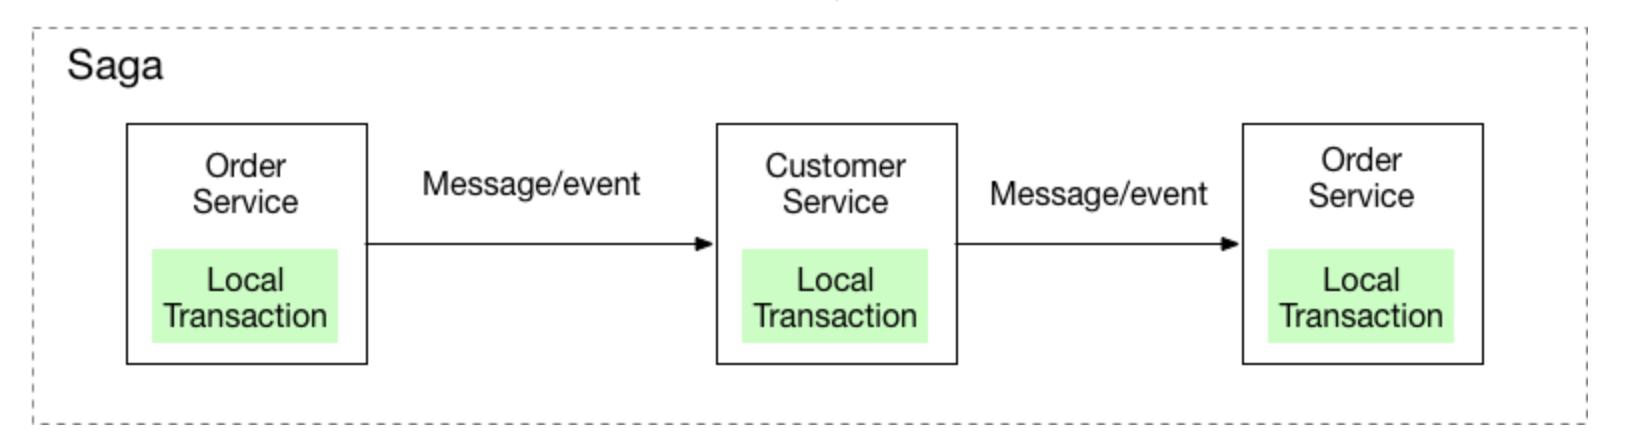 Saga
Order
Service
Local
Transaction
Message/event
Customer
Service
Local
Transaction
Message/event
Order
Service
Local
Transaction